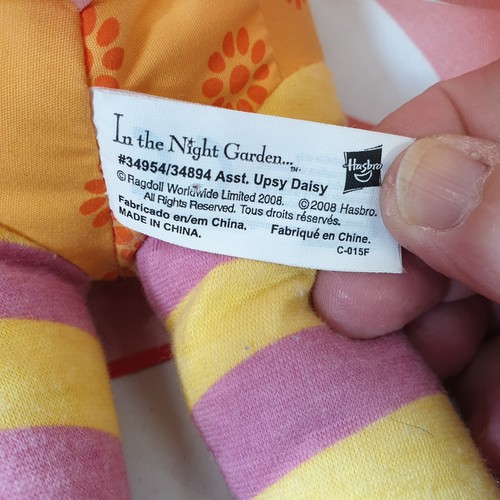 In the Night Garden...™
#34954/34894 Asst. Upsy Daisy
Hasbro
© Ragdoll Worldwide Limited 2008. © 2008 Hasbro.
All Rights Reserved. Tous droits réservés.
Fabricado en/em China. Fabriqué en Chine.
MADE IN CHINA.
C-015F